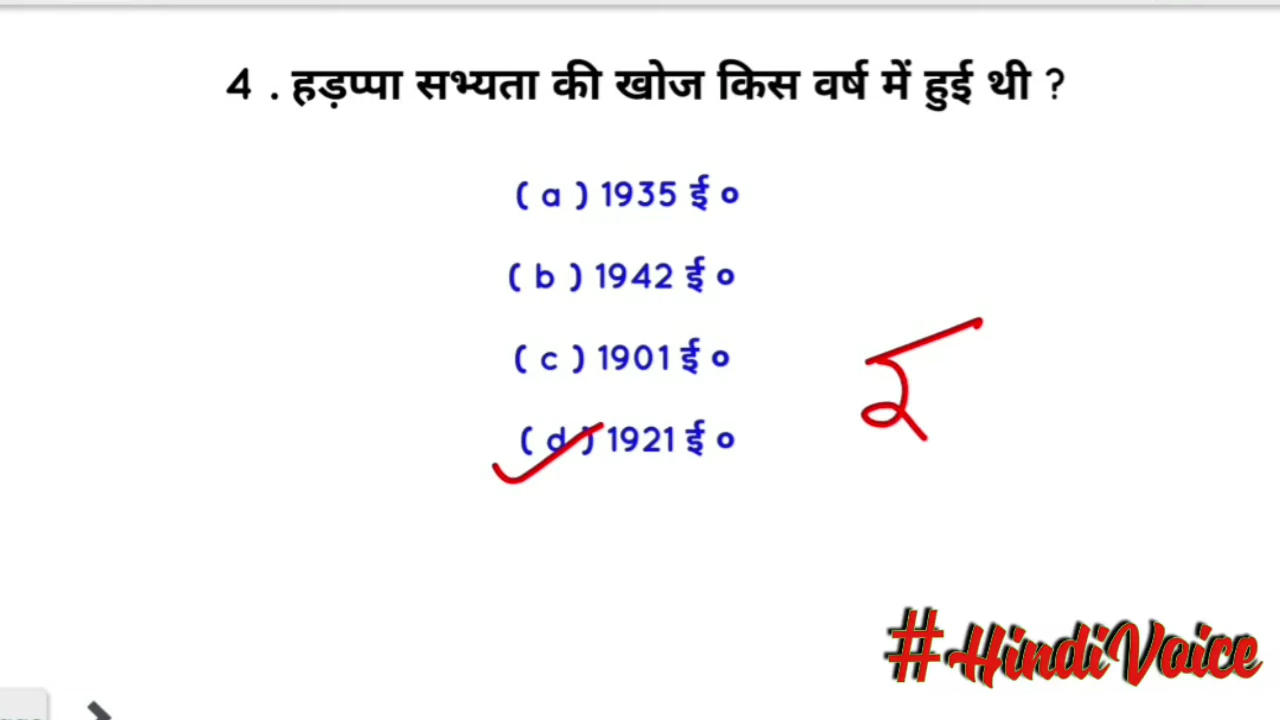 4 . हड़प्पा सभ्यता की खोज किस वर्ष में हुई थी ?
( a ) 1935 ई ०
( b ) 1942 ई ०
( c ) 1901 ई ०
( d ) 1921 ई ०
#HindiVoice